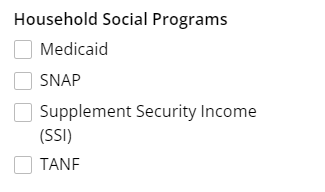 Household Social Programs
Medicaid
SNAP
Supplement Security Income
(SSI)
TANF